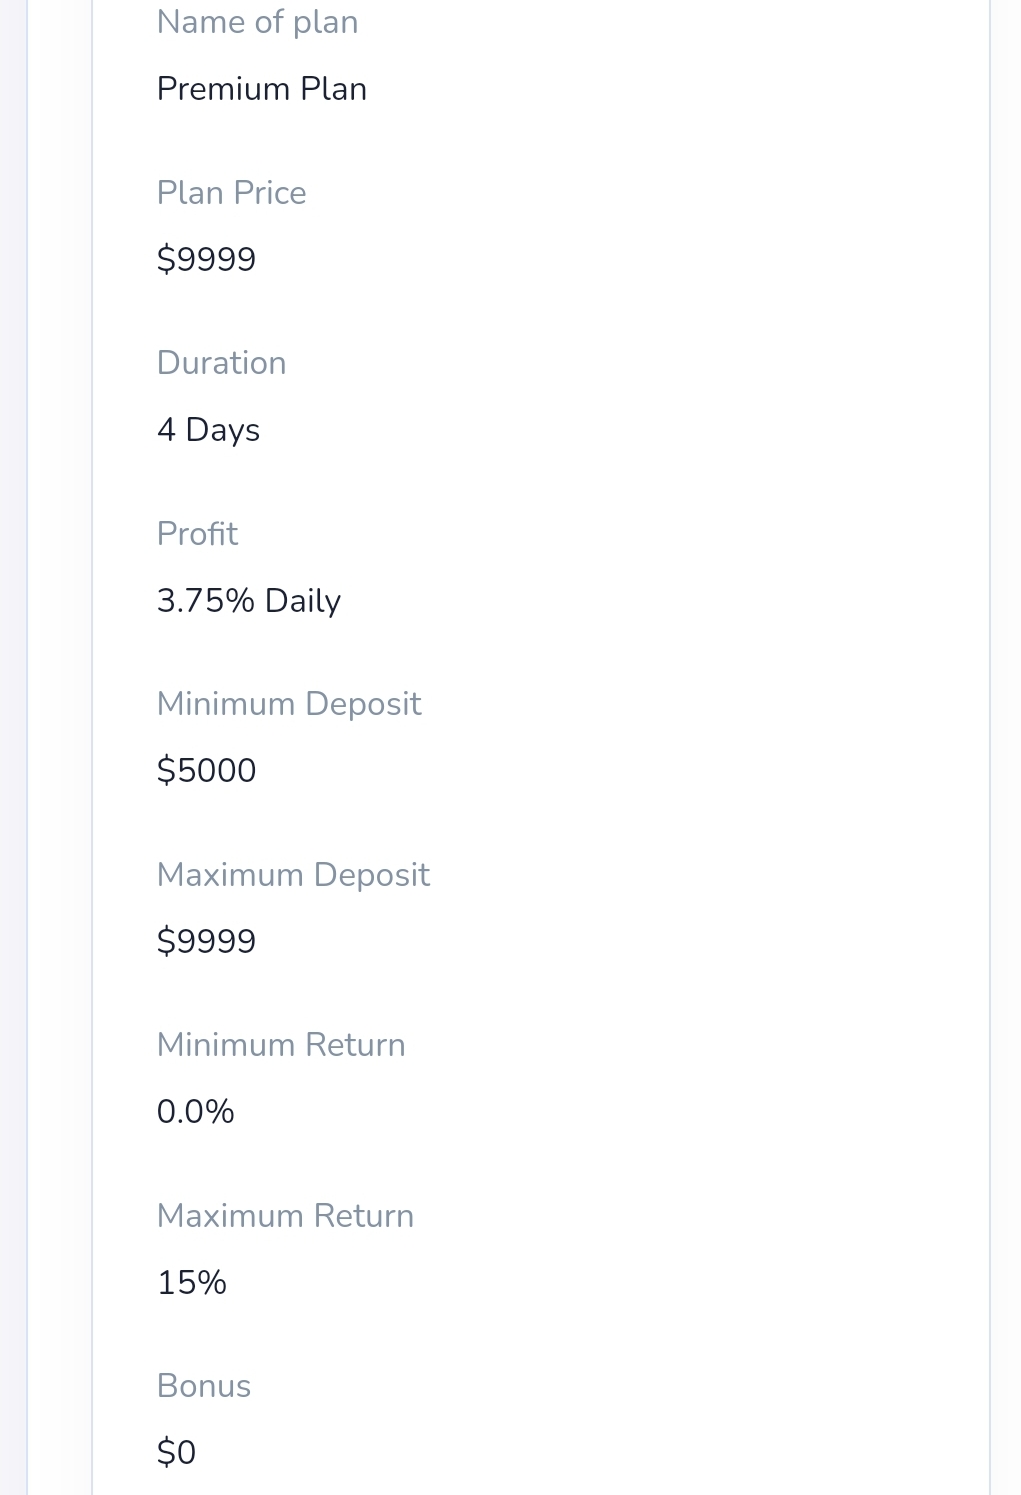 Name of plan
Premium Plan
Plan Price
$9999
Duration
4 Days
Profit
3.75% Daily
Minimum Deposit
$5000
Maximum Deposit
$9999
Minimum Return
0.0%
Maximum Return
15%
Bonus
$0